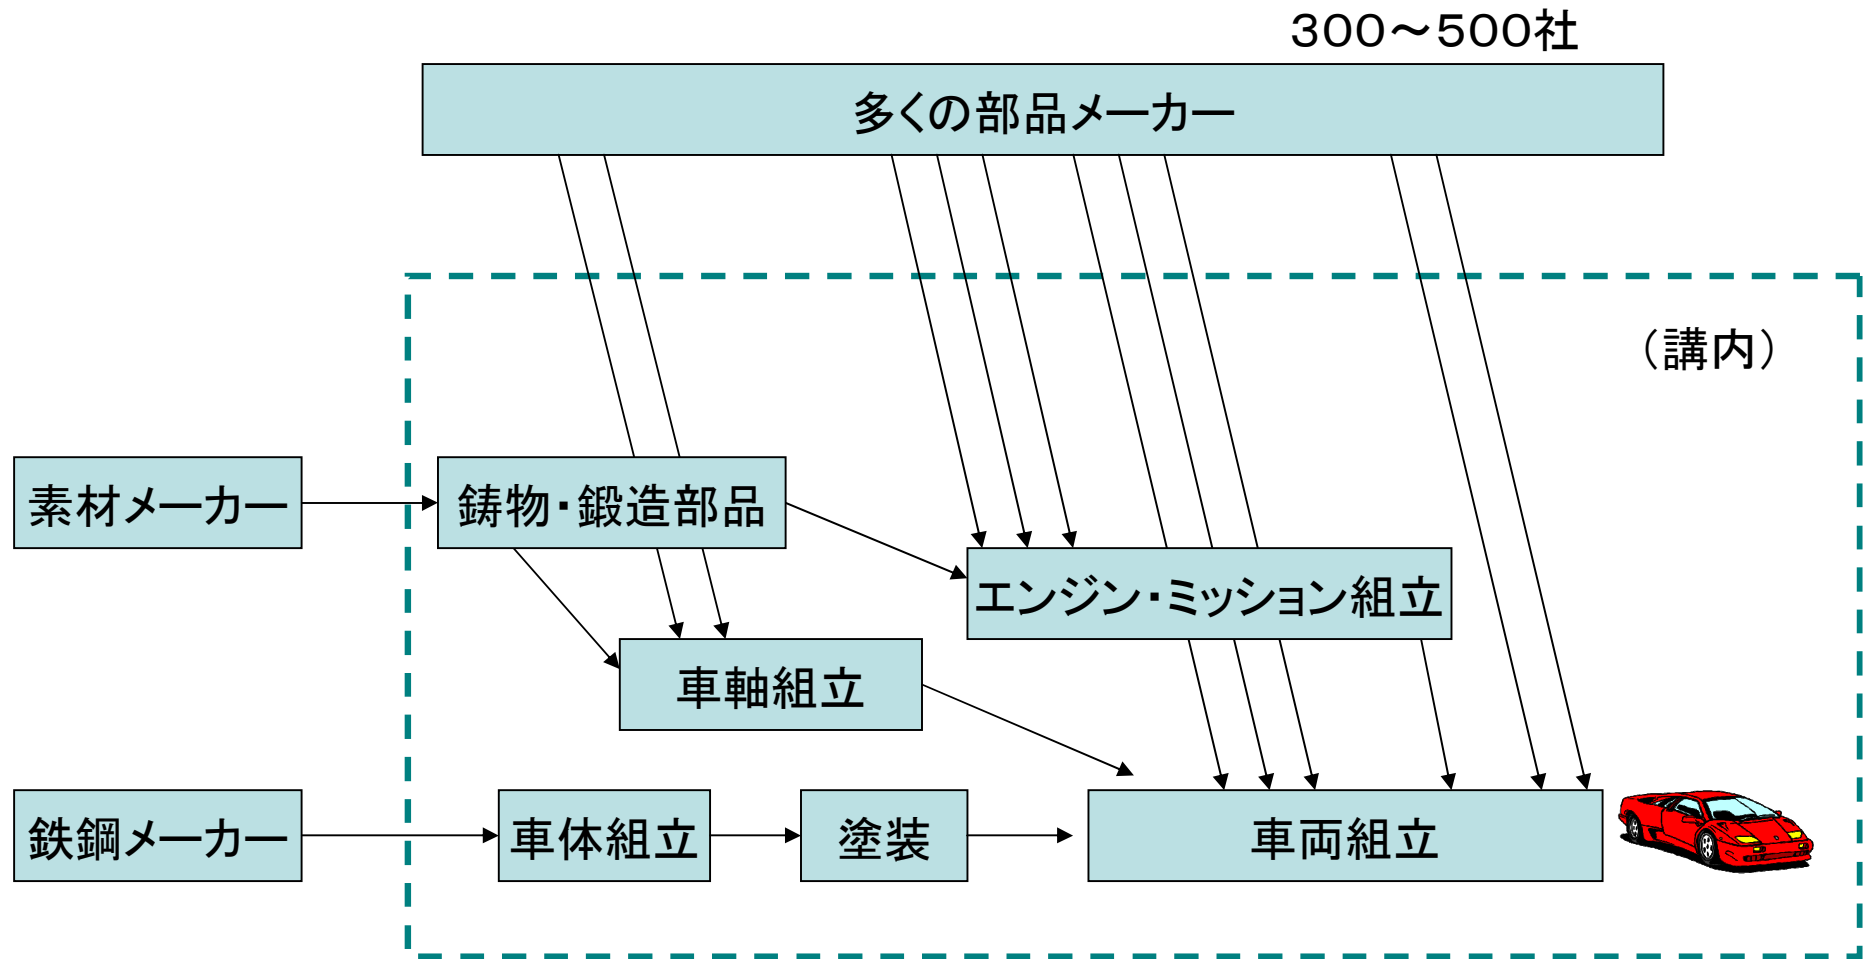 ３００～５００社
多くの部品メーカー
（講内）
素材メーカー
鋳物・鍛造部品
エンジン・ミッション組立
車軸組立
鉄鋼メーカー
車体組立
塗装
車両組立